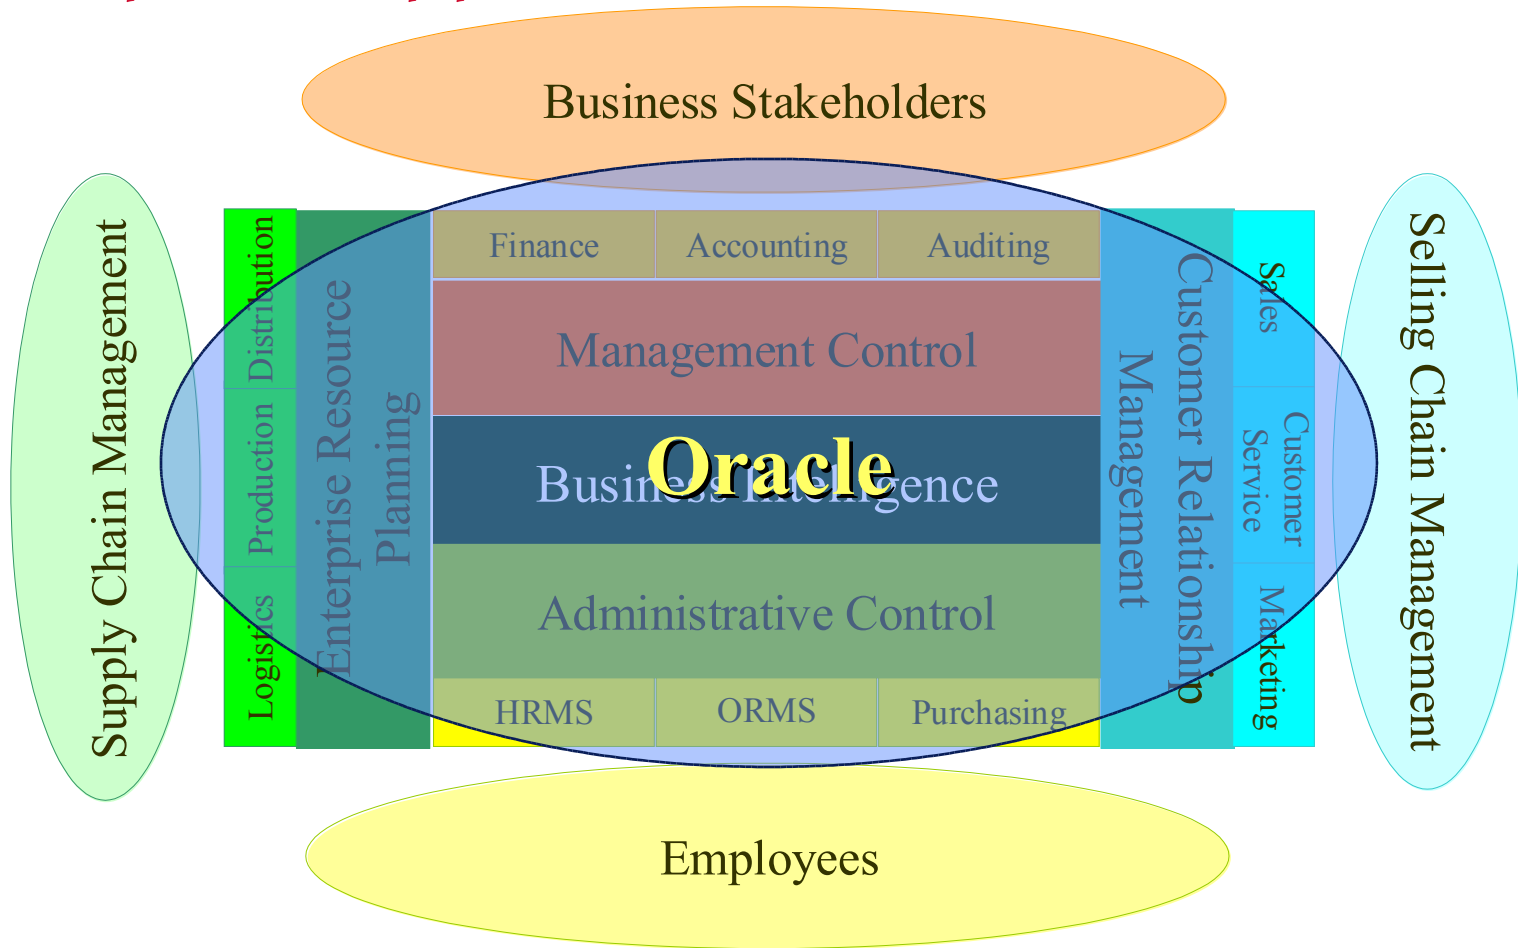 Business Stakeholders
Supply Chain Management
Distribution
Production
Logistics
Enterprise Resource
Planning
Finance
Accounting
Auditing
Management Control
Oracle
Business Intelligence
Administrative Control
HRMS
ORMS
Purchasing
Customer Relationship
Management
Sales
Customer
Service
Marketing
Selling Chain Management
Employees